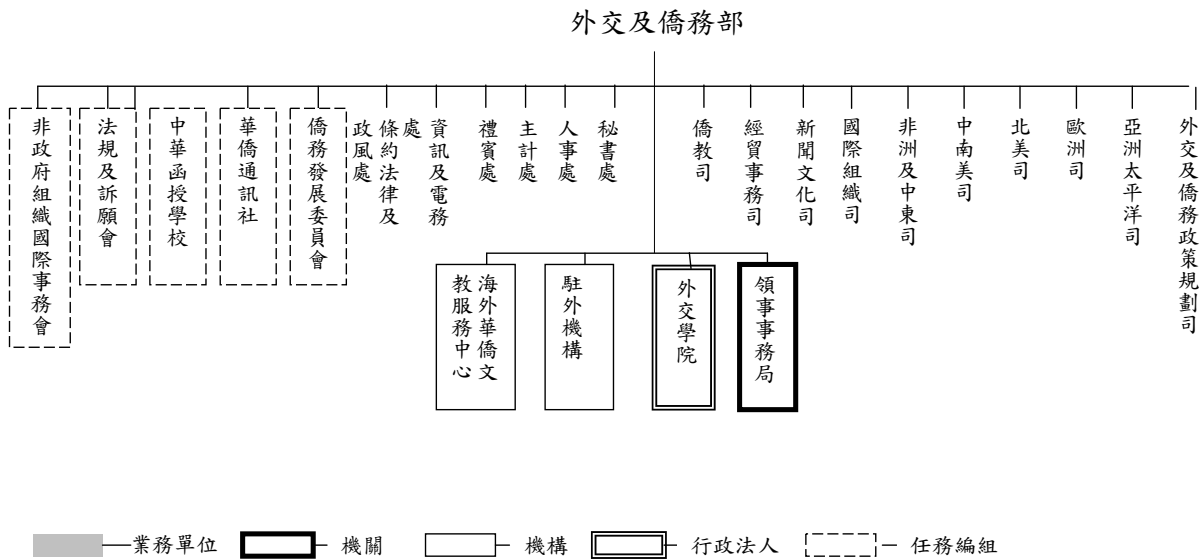 外交及僑務部
外交及僑務政策規劃司
亞洲太平洋司
歐洲司
北美司
中南美司
非洲及中東司
國際組織司
新聞文化司
經貿事務司
僑教司
秘書處
人事處
主計處
禮賓處
資訊及電務
處
條約法律及
政風處
僑務發展委員會
華僑通訊社
中華函授學校
法規及訴願會
非政府組織國際事務會
領事事務局
外交學院
駐外機構
海外華僑文
教服務中心
業務單位
機關
機構
行政法人
任務編組